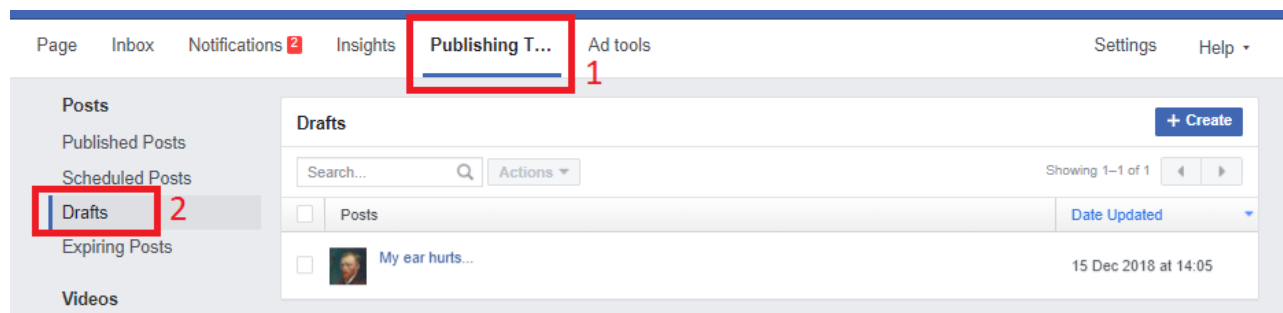 Page Inbox Notifications 2 Insights Publishing T... Ad tools Settings Help
1
Posts
Published Posts
Scheduled Posts
Drafts 2
Expiring Posts
Videos
Drafts + Create
Search... Actions Showing 1–1 of 1
Posts Date Updated
My ear hurts... 15 Dec 2018 at 14:05